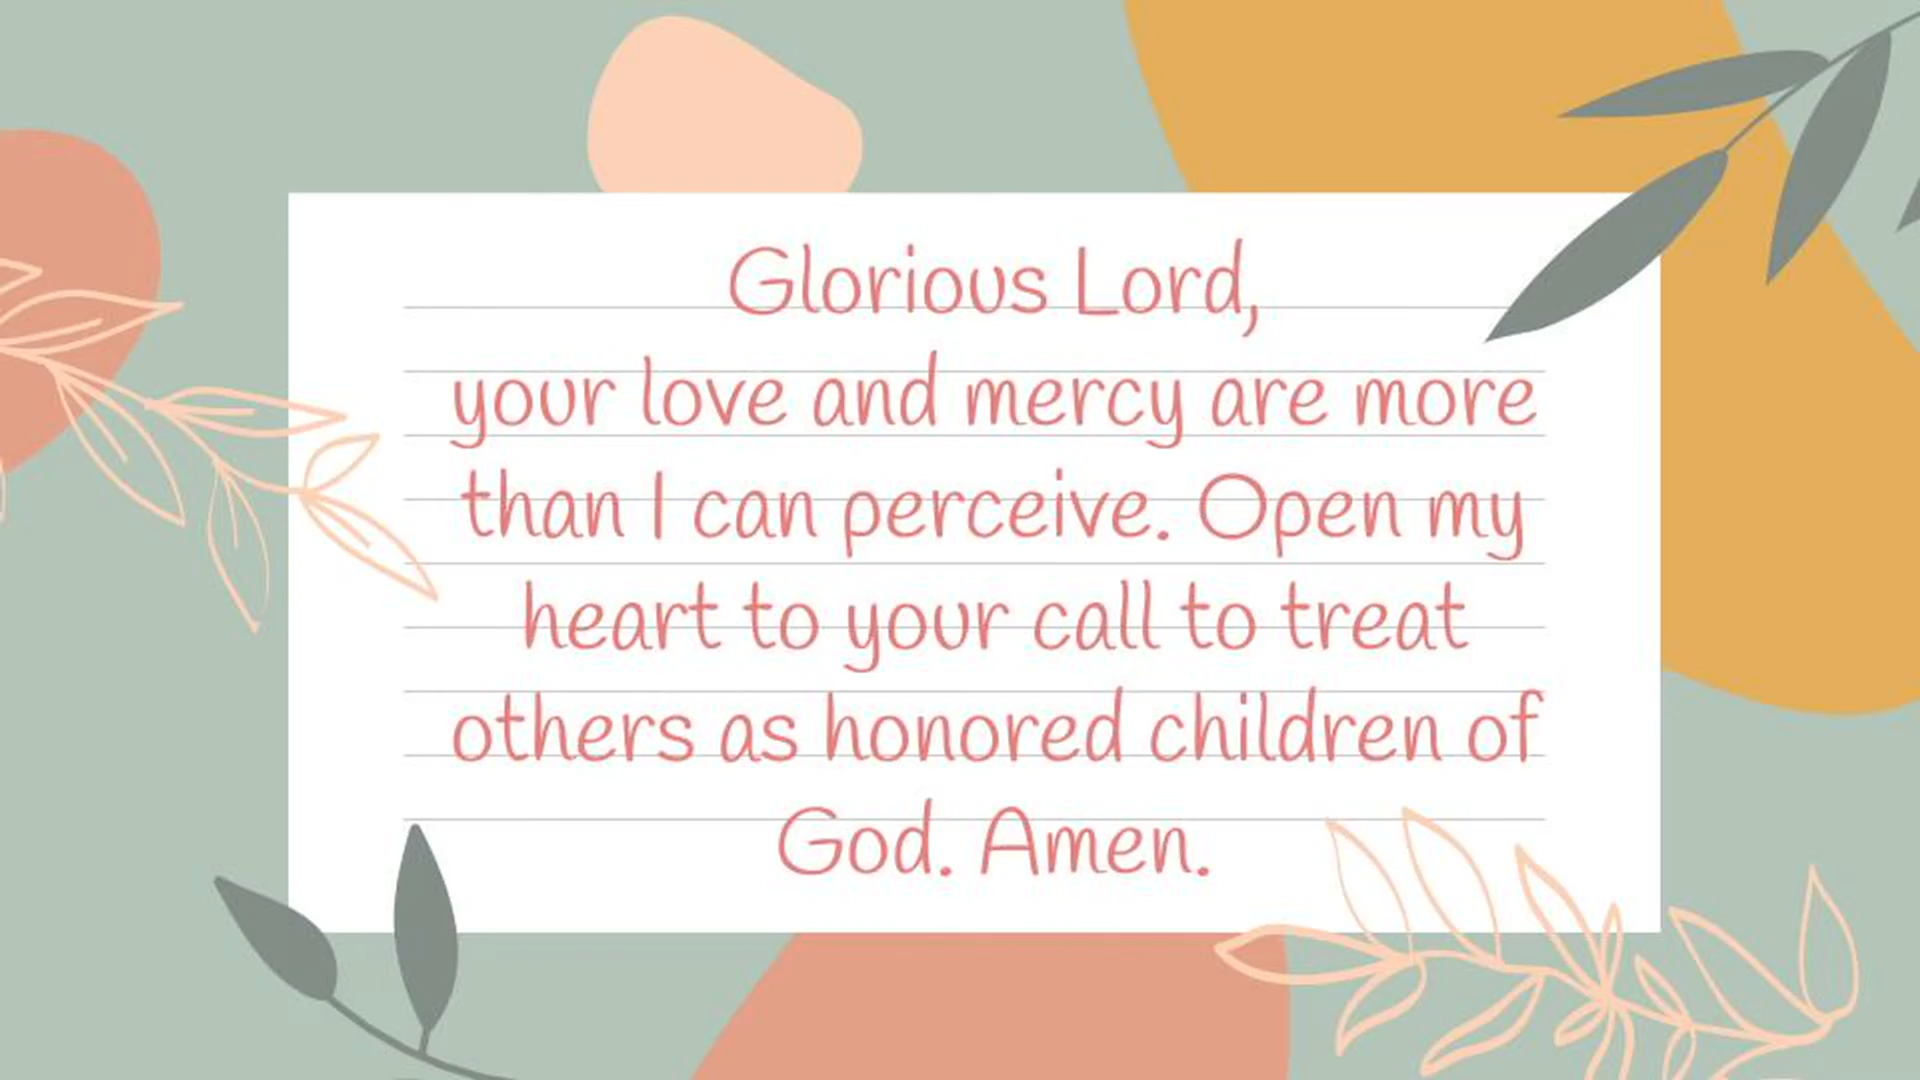 Glorious Lord,
your love and mercy are more
than I can perceive. Open my
heart to your call to treat
others as honored children of
God. Amen.